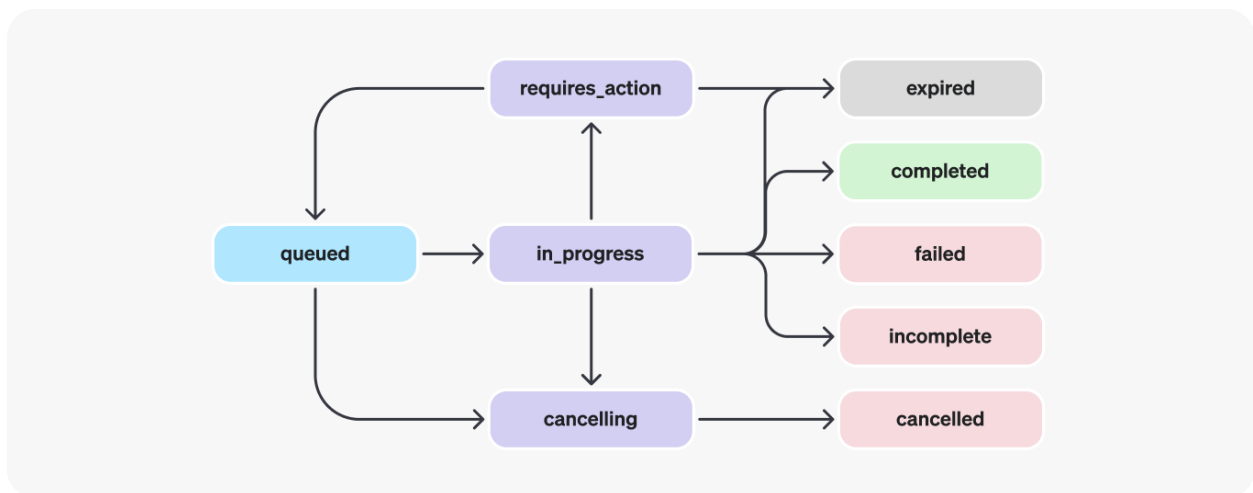 requires_action
expired
completed
queued
in_progress
failed
incomplete
cancelling
cancelled